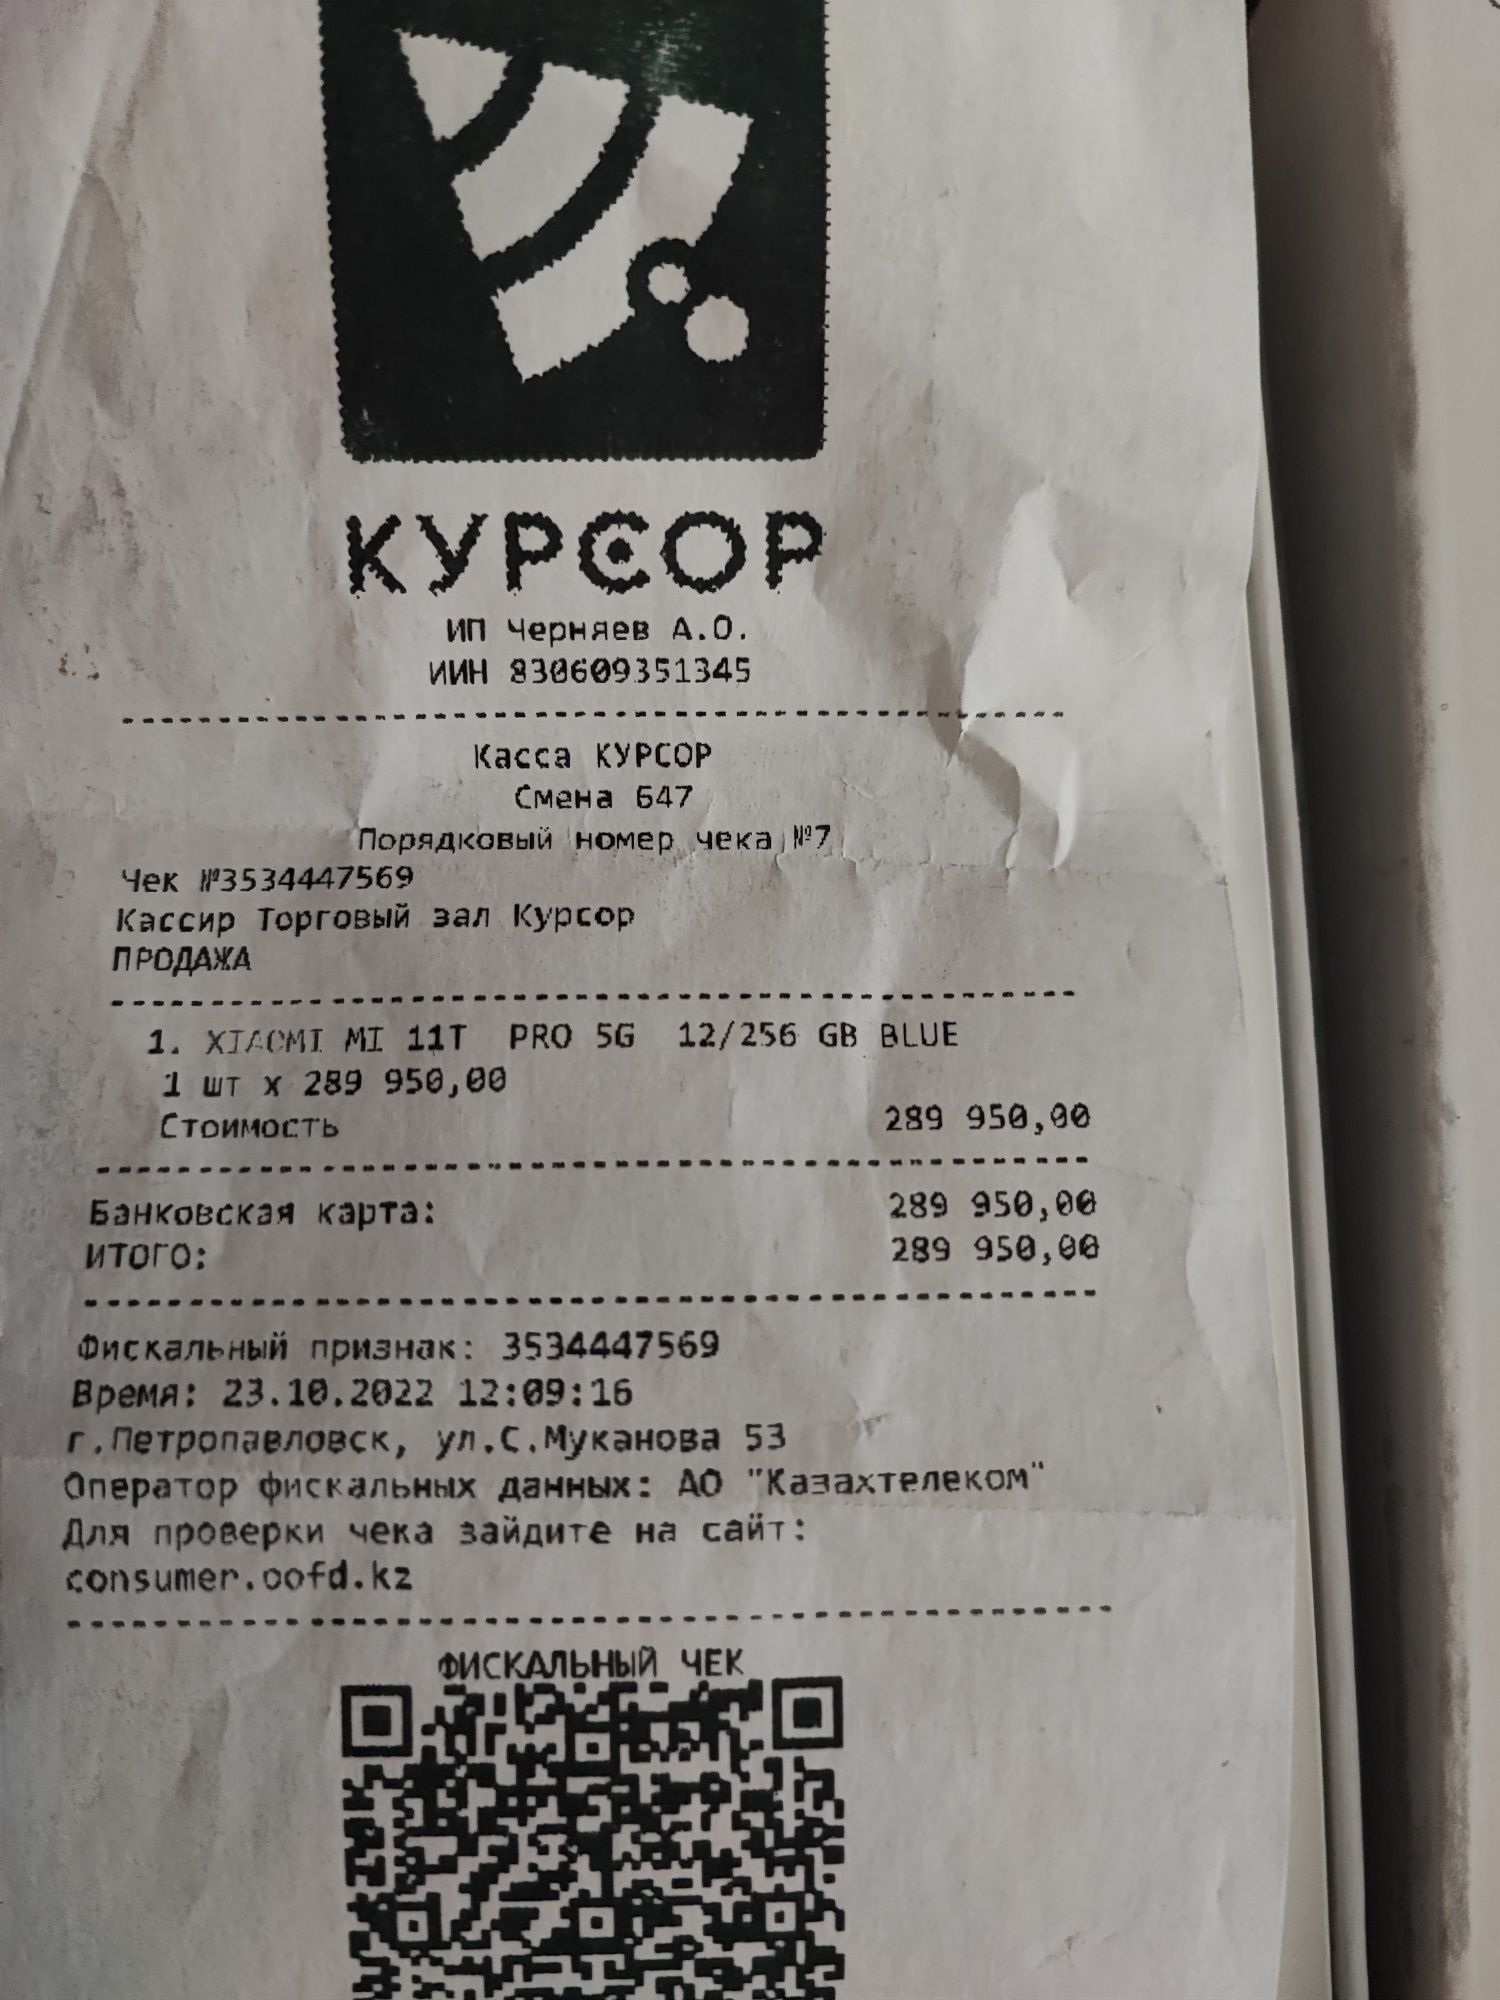 КУРСОР
ИП Черняев А.О.
ИИН 830609351345
Касса КУРСОР
Смена 647
Порядковый номер чека №7
Чек №3534447569
Кассир Торговый зал Курсор
ПРОДАЖА
1. XIAOMI MI 11T PRO 5G 12/256 GB BLUE
1 шт x 289 950,00
Стоимость 289 950,00
Банковская карта: 289 950,00
ИТОГО: 289 950,00
Фискальный признак: 3534447569
Время: 23.10.2022 12:09:16
г.Петропавловск, ул.С.Муканова 53
Оператор фискальных данных: АО "Казахтелеком"
Для проверки чека зайдите на сайт:
consumer.oofd.kz
ФИСКАЛЬНЫЙ ЧЕК